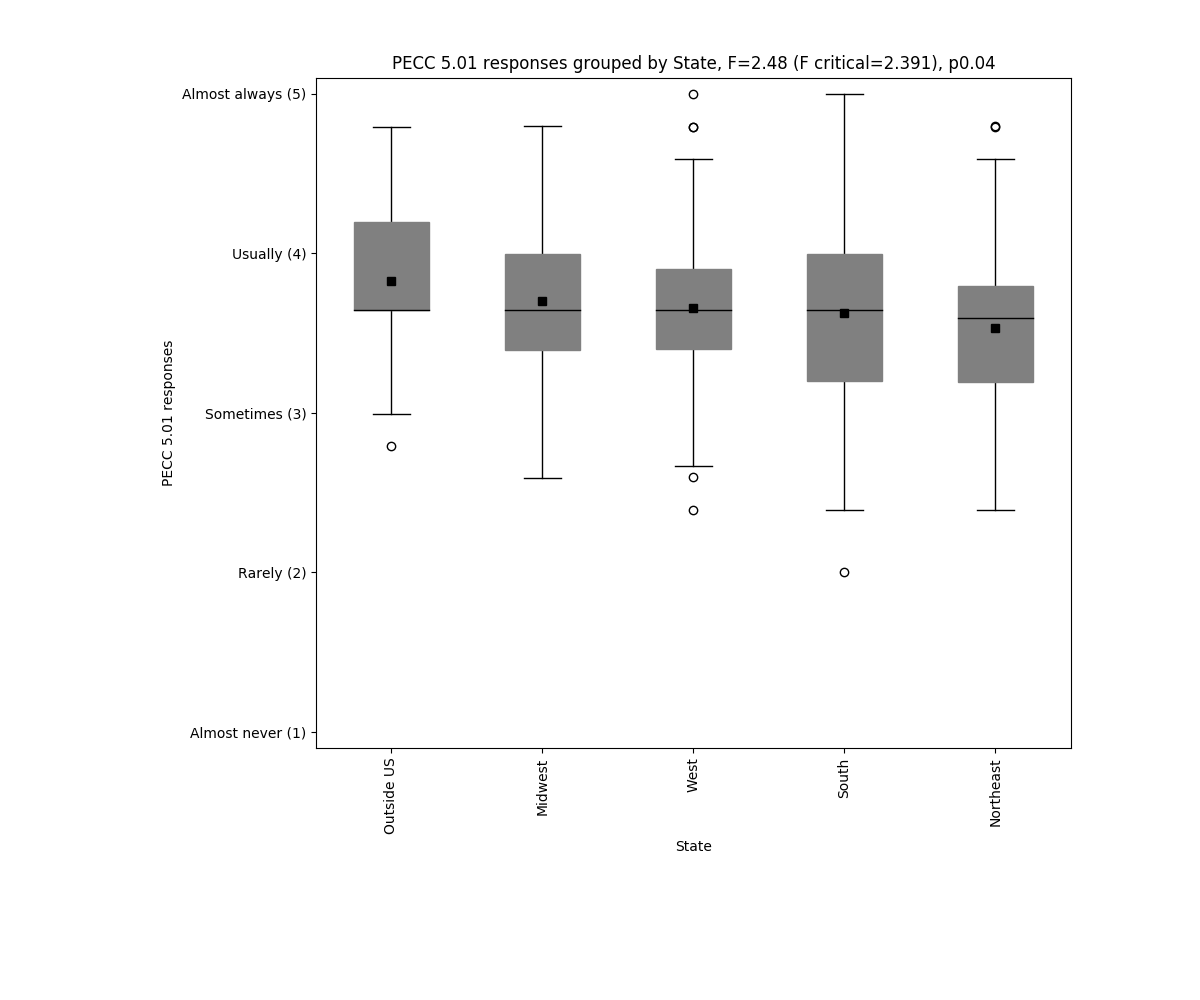 PECC 5.01 responses grouped by State, F=2.48 (F critical=2.391), p0.04
Almost always (5)
Usually (4)
Sometimes (3)
Rarely (2)
Almost never (1)
PECC 5.01 responses
Outside US
Midwest
West
South
Northeast
State